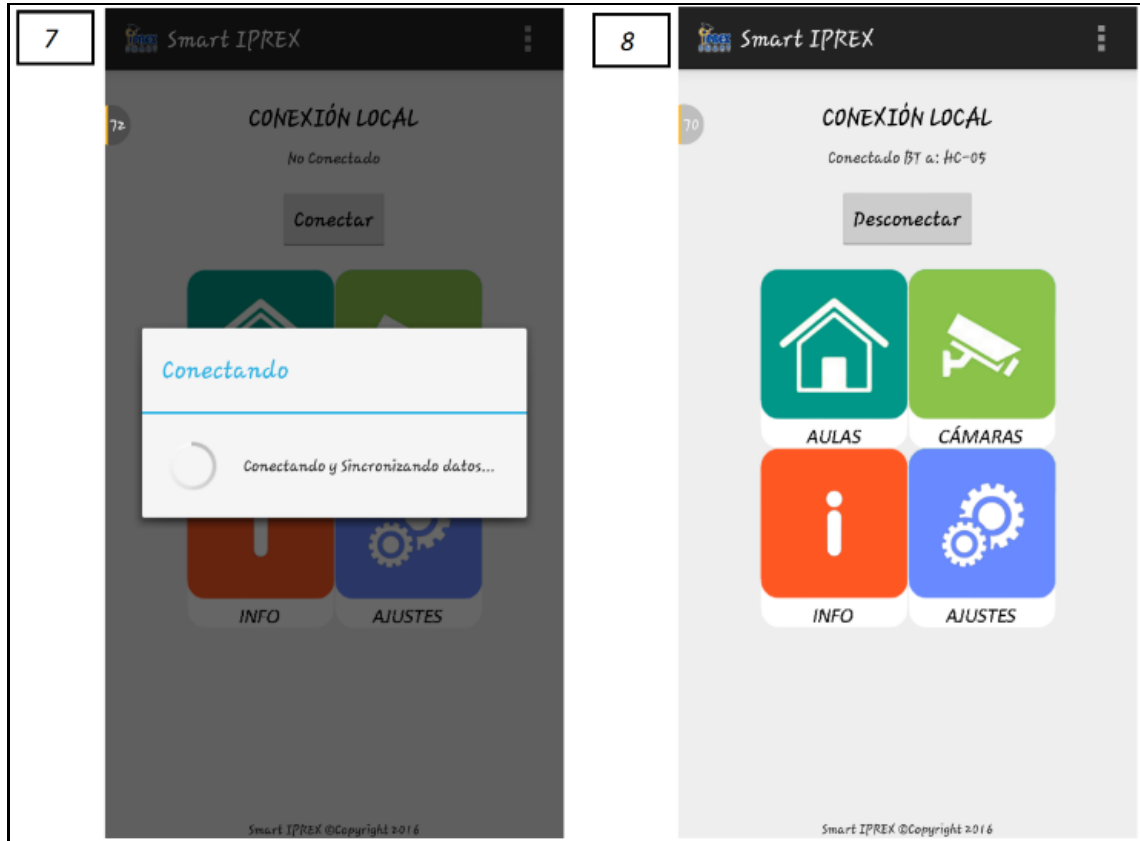 7
Smart IPREX
72
CONEXIÓN LOCAL
No Conectado
Conectar
Conectando
Conectando y Sincronizando datos...
INFO
AJUSTES
Smart IPREX ©Copyright 2016
8
Smart IPREX
70
CONEXIÓN LOCAL
Conectado BT a: HC-05
Desconectar
AULAS
CÁMARAS
INFO
AJUSTES
Smart IPREX ©Copyright 2016